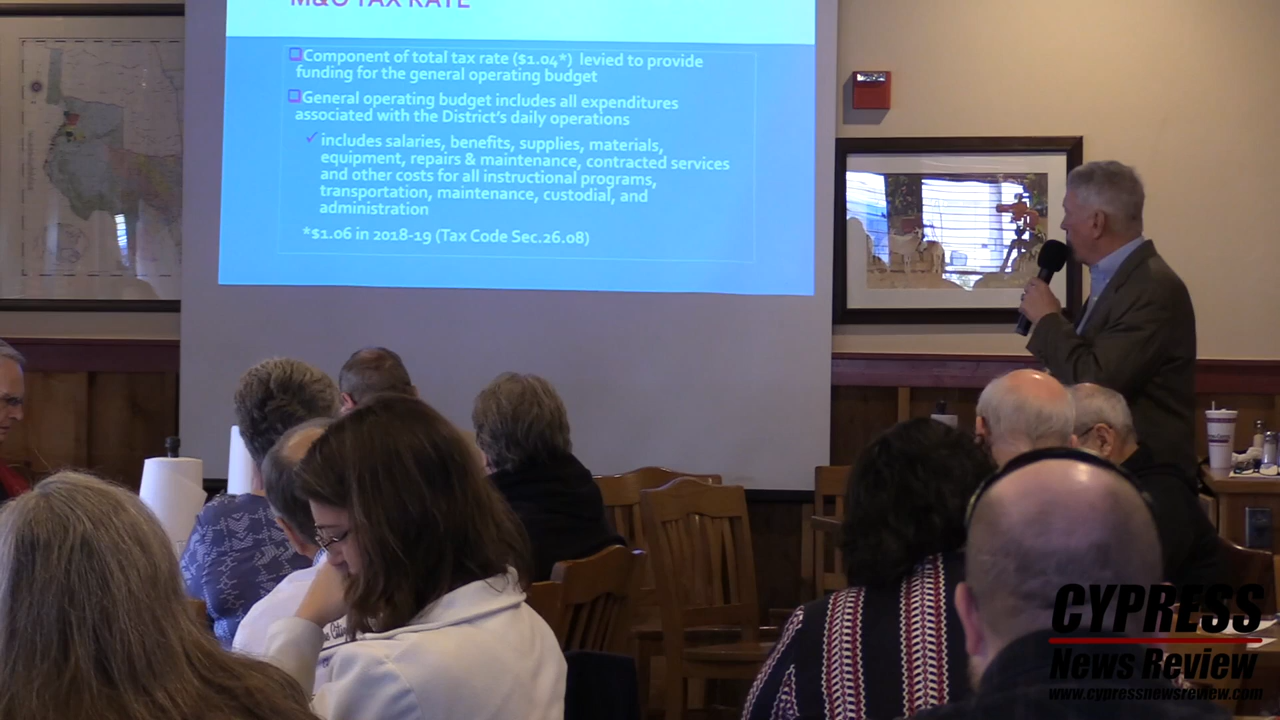 M&O TAX RATE
Component of total tax rate ($1.04*) levied to provide
funding for the general operating budget
General operating budget includes all expenditures
associated with the District's daily operations
✓ includes salaries, benefits, supplies, materials,
equipment, repairs & maintenance, contracted services
and other costs for all instructional programs,
transportation, maintenance, custodial, and
administration
*$1.06 in 2018-19 (Tax Code Sec.26.08)
CYPRESS
News Review
www.cypressnewsreview.com